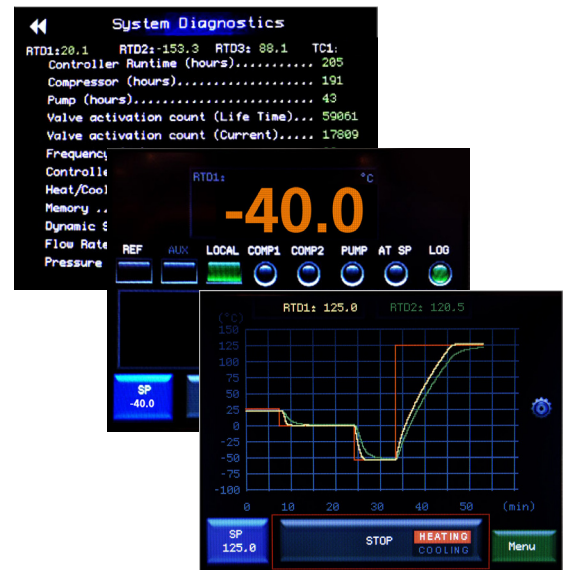 System Diagnostics
RTD1:20.1 RTD2:-153.3 RTD3: 88.1 TC1:
Controller Runtime (hours)........... 205
Compressor (hours)................. 191
Pump (hours)....................... 43
Valve activation count (Life Time)... 59061
Valve activation count (Current)..... 17809
Frequency
Controlle
Heat/Cool
Memory ..
Dynamic S
Flow Rate
Pressure
RTD1: °C
-40.0
REF AUX LOCAL COMP1 COMP2 PUMP AT SP LOG
SP
-40.0
RTD1: 125.0 RTD2: 120.5
(°C)
150
125
100
75
50
25
0
-25
-50
-75
-100
0 10 20 30 40 50 (min)
SP
125.0
STOP
HEATING
COOLING
Menu